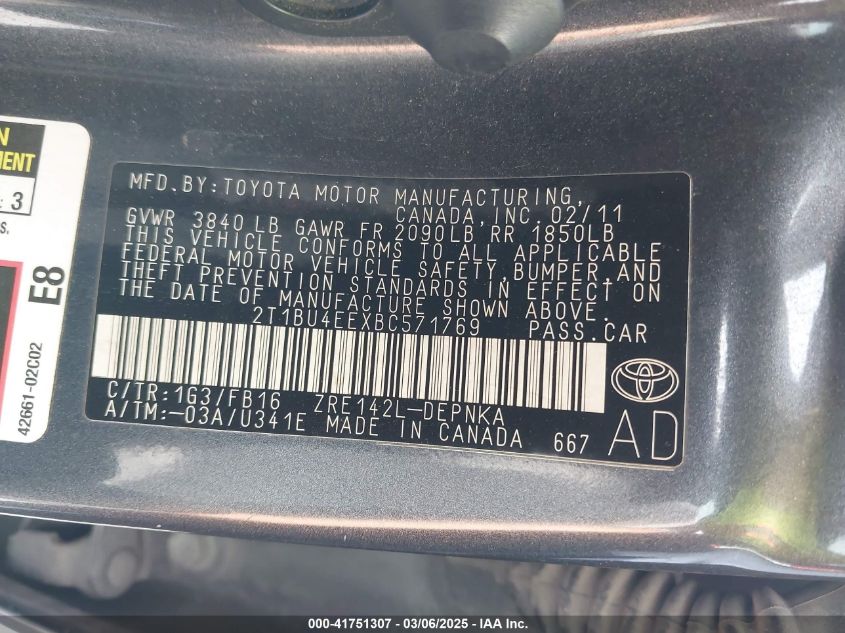 N
MENT
: 3
S.
E8
42661-02C02
MFD.BY:TOYOTA MOTOR MANUFACTURING,
CANADA,INC.02/11
GVWR 3840LB GAWR FR 2090LB RR 1850LB
THIS VEHICLE CONFORMS TO ALL APPLICABLE
FEDERAL MOTOR VEHICLE SAFETY,BUMPER,AND
THEFT PREVENTION STANDARDS IN EFFECT ON
THE DATE OF MANUFACTURE SHOWN ABOVE.
2T1BU4EEXBC571769 PASS.CAR
C/TR:1G3/FB16 ZRE142L-DEPNKA
A/TM:-03A/U341E MADE IN CANADA 667
AD
000-41751307 - 03/06/2025 - IAA Inc.